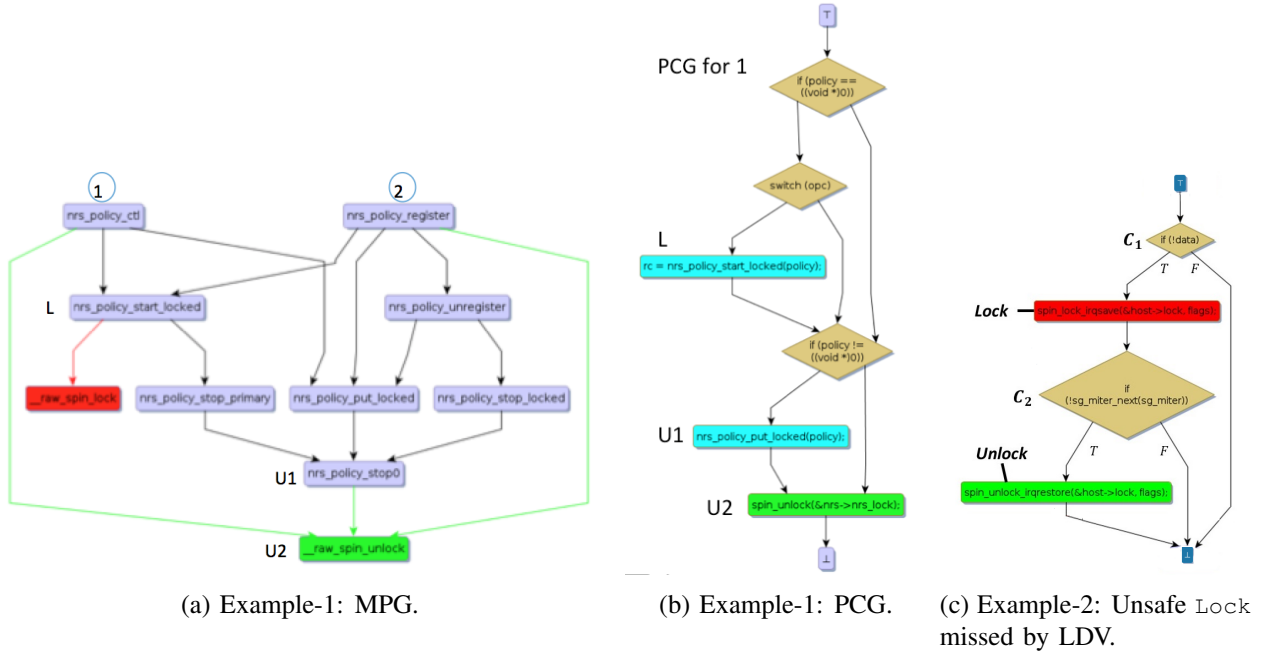 1
2
nrs_policy_ctl
nrs_policy_register
L
nrs_policy_start_locked
nrs_policy_unregister
__raw_spin_lock
nrs_policy_stop_primary
nrs_policy_put_locked
nrs_policy_stop_locked
U1
nrs_policy_stop0
U2
__raw_spin_unlock
(a) Example-1: MPG.
⊤
PCG for 1
if (policy ==
((void *)0))
switch (opc)
L
rc = nrs_policy_start_locked(policy);
if (policy !=
((void *)0))
U1
nrs_policy_put_locked(policy);
U2
spin_unlock(&nrs->nrs_lock);
⊥
(b) Example-1: PCG.
⊤
C1
if (!data)
T
F
Lock
spin_lock_irqsave(&host->lock, flags);
C2
if
(!sg_miter_next(sg_miter))
T
F
Unlock
spin_unlock_irqrestore(&host->lock, flags);
⊥
(c) Example-2: Unsafe Lock
missed by LDV.